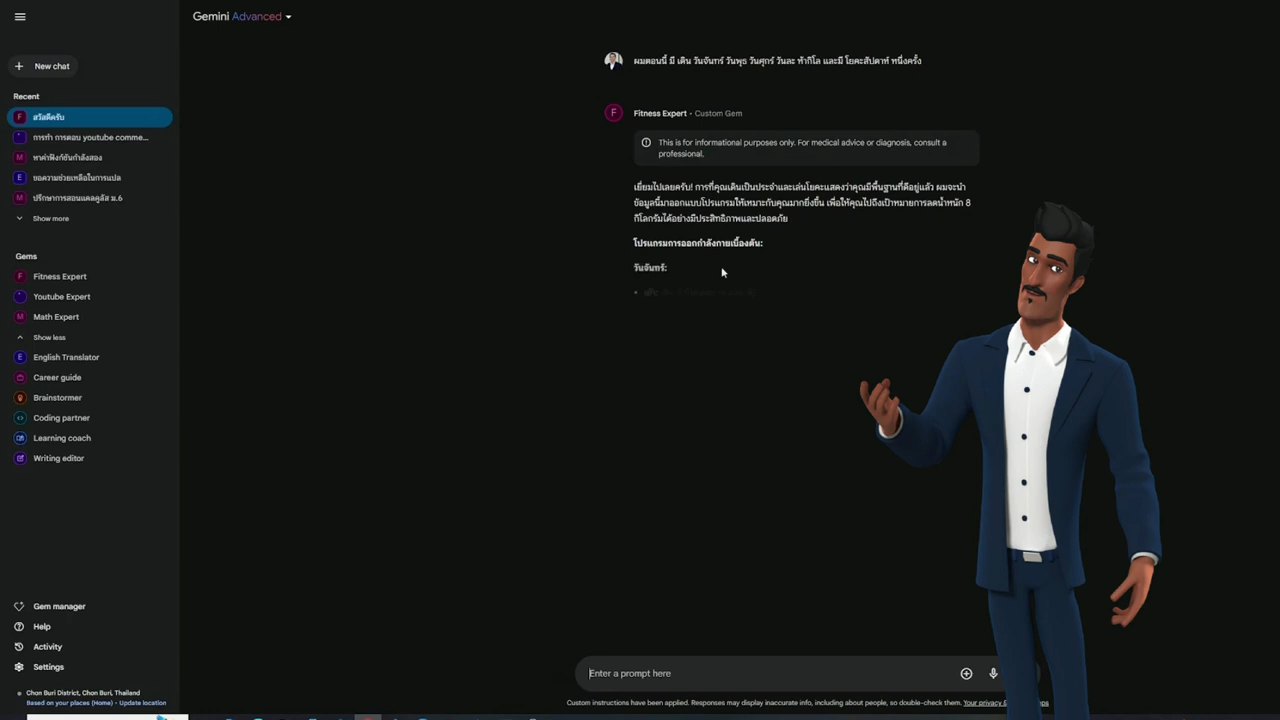 Gemini Advanced
New chat
Recent
F สวัสดีครับ
การทำ การตอบ youtube comme...
M หาค่าฟังก์ชันกำลังสอง
E ขอความช่วยเหลือในการแปล
M ปรึกษาการสอนแคลคูลัส ม.6
Show more
Gems
F Fitness Expert
Youtube Expert
M Math Expert
Show less
E English Translator
Career guide
Brainstormer
Coding partner
Learning coach
Writing editor
Gem manager
Help
Activity
Settings
Chon Buri District, Chon Buri, Thailand
Based on your places (Home) - Update location
ผมตอนนี้ มี เดิน วันจันทร์ วันพุธ วันศุกร์ วันละ ห้ากิโล และมี โยคะสัปดาห์ หนึ่งครั้ง
F Fitness Expert - Custom Gem
This is for informational purposes only. For medical advice or diagnosis, consult a
professional.
เยี่ยมไปเลยครับ! การที่คุณเดินเป็นประจำและเล่นโยคะแสดงว่าคุณมีพื้นฐานที่ดีอยู่แล้ว ผมจะนำ
ข้อมูลนี้มาออกแบบโปรแกรมให้เหมาะกับคุณมากยิ่งขึ้น เพื่อให้คุณไปถึงเป้าหมายการลดน้ำหนัก 8
กิโลกรัมได้อย่างมีประสิทธิภาพและปลอดภัย
โปรแกรมการออกกำลังกายเบื้องต้น:
วันจันทร์:
Enter a prompt here
Custom instructions have been applied. Responses may display inaccurate info, including about people, so double-check them. Your privacy &